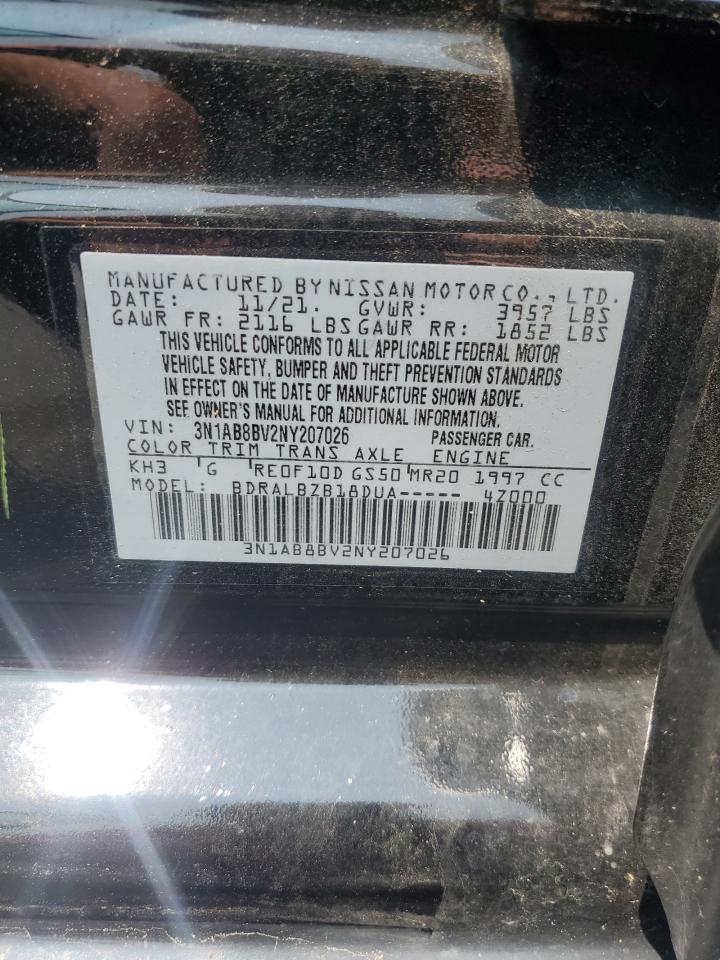 MANUFACTURED BY NISSAN MOTOR CO., LTD.
DATE: 11/21. GVWR: 3957 LBS
GAWR FR: 2116 LBS GAWR RR: 1852 LBS
THIS VEHICLE CONFORMS TO ALL APPLICABLE FEDERAL MOTOR
VEHICLE SAFETY, BUMPER AND THEFT PREVENTION STANDARDS
IN EFFECT ON THE DATE OF MANUFACTURE SHOWN ABOVE.
SEE OWNER'S MANUAL FOR ADDITIONAL INFORMATION.
VIN: 3N1AB8BV2NY207026 PASSENGER CAR.
COLOR TRIM TRANS AXLE ENGINE
KH3 G RE0F10D GS50 MR20 1997 CC
MODEL: BDRALBZB18DUA----- 4Z000
3N1AB8BV2NY207026